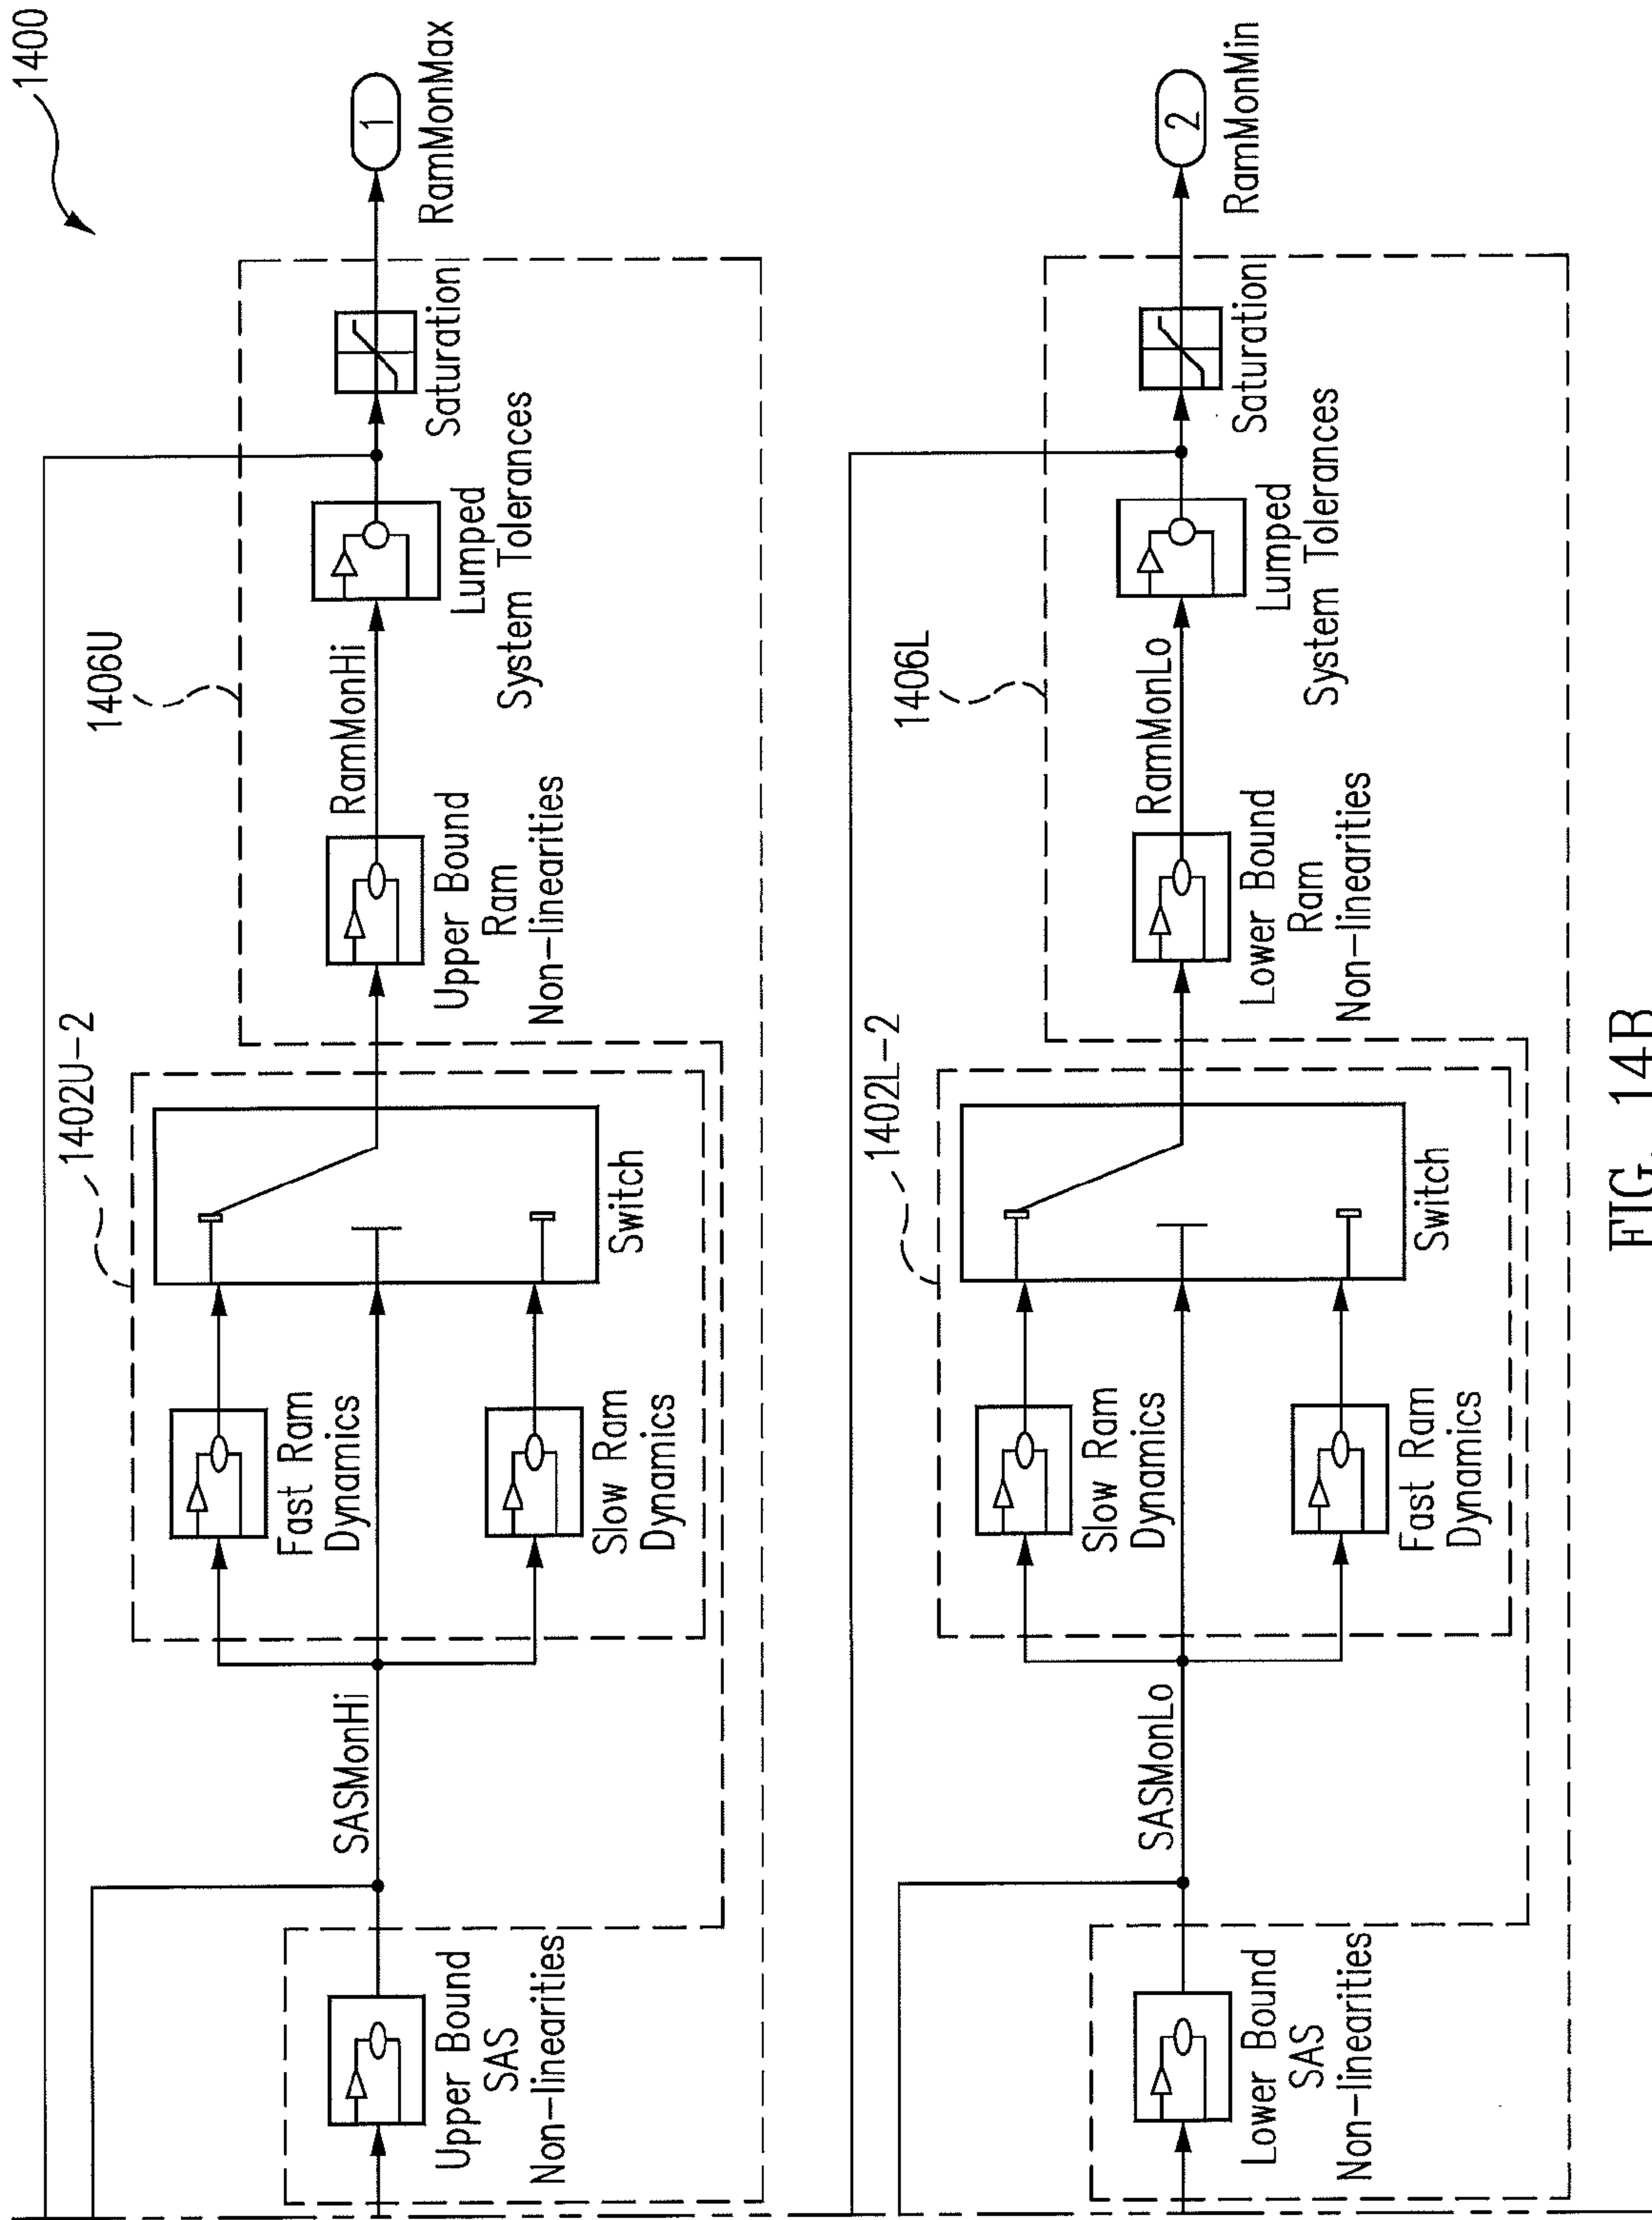 1400
1402U-2
1406U
Upper Bound
SAS
Non-linearities
SASMonHi
Fast Ram
Dynamics
Slow Ram
Dynamics
Switch
Upper Bound
Ram
Non-linearities
RamMonHi
Lumped
System Tolerances
Saturation
1
RamMonMax
1402L-2
1406L
Lower Bound
SAS
Non-linearities
SASMonLo
Slow Ram
Dynamics
Fast Ram
Dynamics
Switch
Lower Bound
Ram
Non-linearities
RamMonLo
Lumped
System Tolerances
Saturation
2
RamMonMin
FIG. 14B